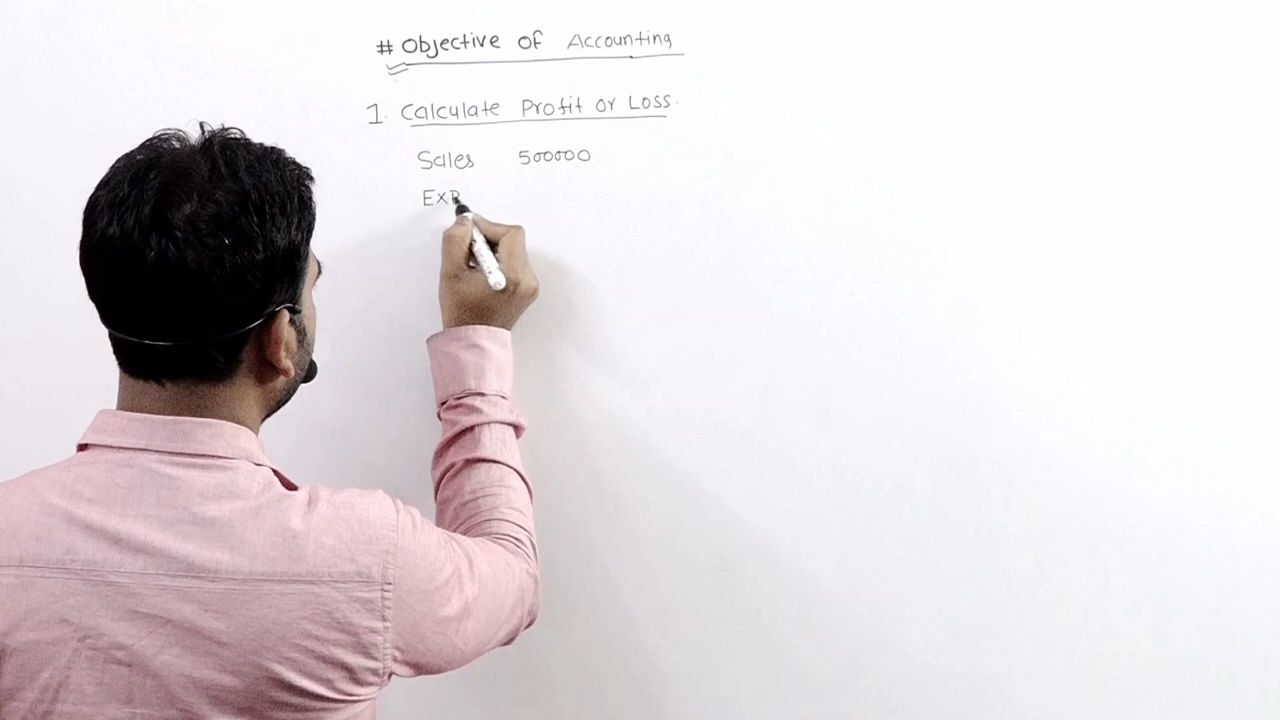 # Objective of Accounting
1. Calculate Profit or Loss.
Sales 500000
EXP